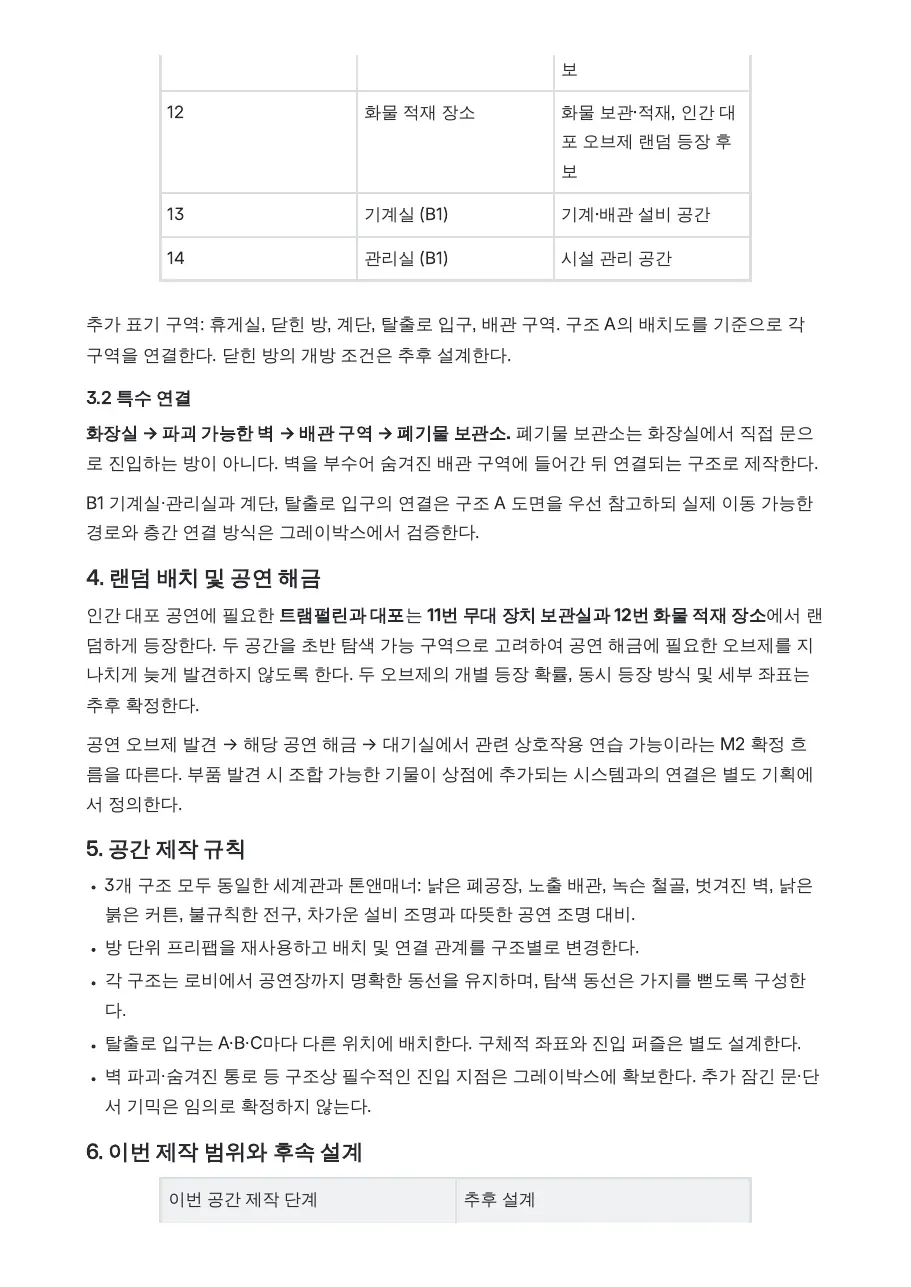 보
12 화물 적재 장소 화물 보관·적재, 인간 대
포 오브제 랜덤 등장 후
보
13 기계실 (B1) 기계·배관 설비 공간
14 관리실 (B1) 시설 관리 공간
추가 표기 구역: 휴게실, 닫힌 방, 계단, 탈출로 입구, 배관 구역. 구조 A의 배치도를 기준으로 각
구역을 연결한다. 닫힌 방의 개방 조건은 추후 설계한다.
3.2 특수 연결
화장실 → 파괴 가능한 벽 → 배관 구역 → 폐기물 보관소. 폐기물 보관소는 화장실에서 직접 문으
로 진입하는 방이 아니다. 벽을 부수어 숨겨진 배관 구역에 들어간 뒤 연결되는 구조로 제작한다.
B1 기계실·관리실과 계단, 탈출로 입구의 연결은 구조 A 도면을 우선 참고하되 실제 이동 가능한
경로와 층간 연결 방식은 그레이박스에서 검증한다.
4. 랜덤 배치 및 공연 해금
인간 대포 공연에 필요한 트램펄린과 대포는 11번 무대 장치 보관실과 12번 화물 적재 장소에서 랜
덤하게 등장한다. 두 공간을 초반 탐색 가능 구역으로 고려하여 공연 해금에 필요한 오브제를 지
나치게 늦게 발견하지 않도록 한다. 두 오브제의 개별 등장 확률, 동시 등장 방식 및 세부 좌표는
추후 확정한다.
공연 오브제 발견 → 해당 공연 해금 → 대기실에서 관련 상호작용 연습 가능이라는 M2 확정 흐
름을 따른다. 부품 발견 시 조합 가능한 기물이 상점에 추가되는 시스템과의 연결은 별도 기획에
서 정의한다.
5. 공간 제작 규칙
• 3개 구조 모두 동일한 세계관과 톤앤매너: 낡은 폐공장, 노출 배관, 녹슨 철골, 벗겨진 벽, 낡은
붉은 커튼, 불규칙한 전구, 차가운 설비 조명과 따뜻한 공연 조명 대비.
• 방 단위 프리팹을 재사용하고 배치 및 연결 관계를 구조별로 변경한다.
• 각 구조는 로비에서 공연장까지 명확한 동선을 유지하며, 탐색 동선은 가지를 뻗도록 구성한
다.
• 탈출로 입구는 A·B·C마다 다른 위치에 배치한다. 구체적 좌표와 진입 퍼즐은 별도 설계한다.
• 벽 파괴·숨겨진 통로 등 구조상 필수적인 진입 지점은 그레이박스에 확보한다. 추가 잠긴 문·단
서 기믹은 임의로 확정하지 않는다.
6. 이번 제작 범위와 후속 설계
이번 공간 제작 단계 추후 설계